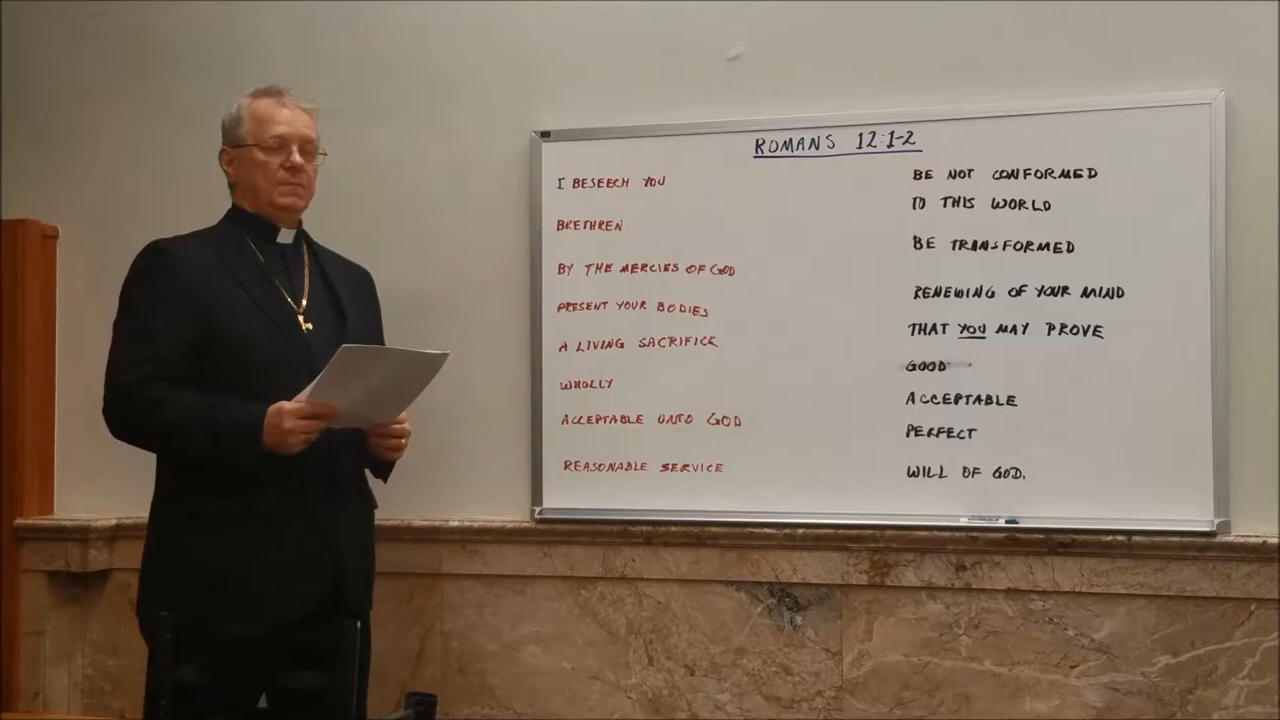 ROMANS 12:1-2
I BESEECH YOU
BRETHREN
BY THE MERCIES OF GOD
PRESENT YOUR BODIES
A LIVING SACRIFICE
WHOLLY
ACCEPTABLE UNTO GOD
REASONABLE SERVICE
BE NOT CONFORMED
TO THIS WORLD
BE TRANSFORMED
RENEWING OF YOUR MIND
THAT YOU MAY PROVE
GOOD
ACCEPTABLE
PERFECT
WILL OF GOD.